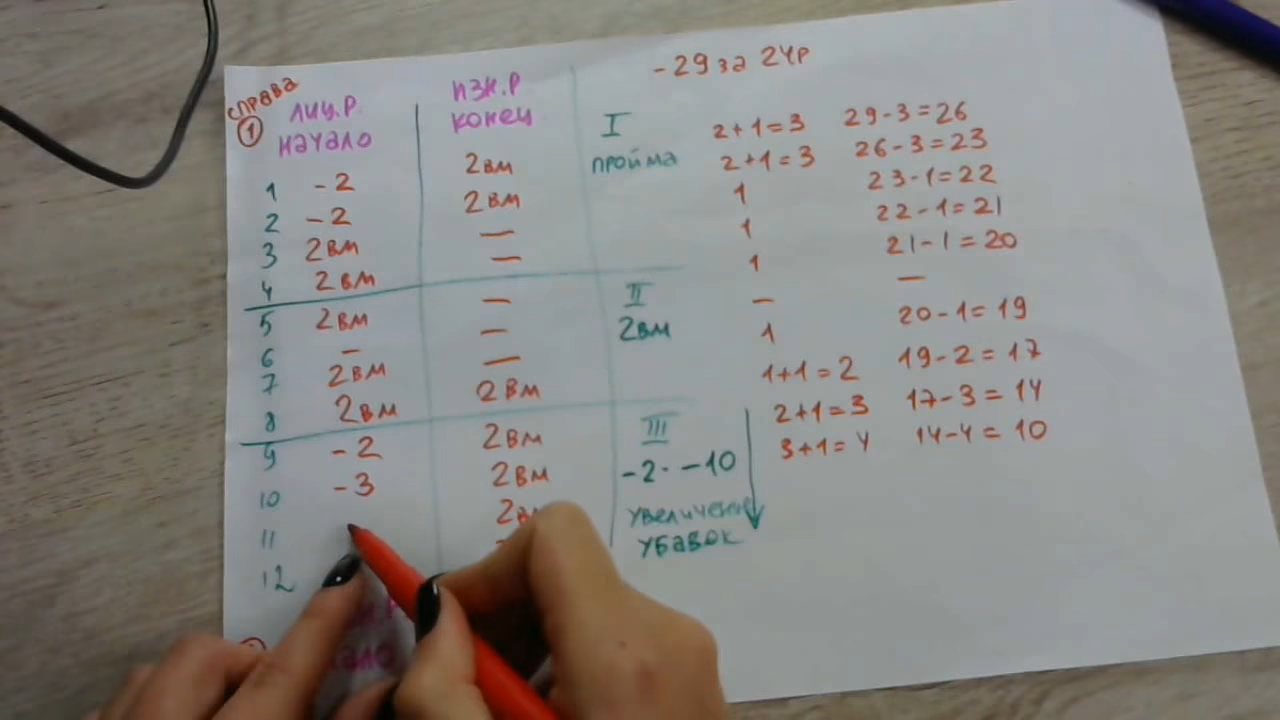 -29 за 24р
справа
1
лиц.р начало
изн.р конец
I пройма
1 -2 2вм 2+1=3 29-3=26
2 -2 2вм 2+1=3 26-3=23
3 2вм — 1 23-1=22
4 2вм — 1 22-1=21
II 2вм
5 2вм — 1 21-1=20
6 — — — —
7 2вм — 1 20-1=19
8 2вм 2вм 1+1=2 19-2=17
III -2. -10 увеличение убавок
9 -2 2вм 2+1=3 17-3=14
10 -3 2вм 3+1=4 14-4=10
11
12